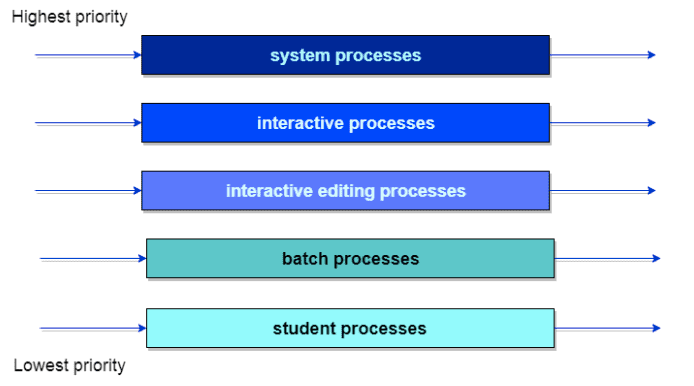 Highest priority
system processes
interactive processes
interactive editing processes
batch processes
student processes
Lowest priority